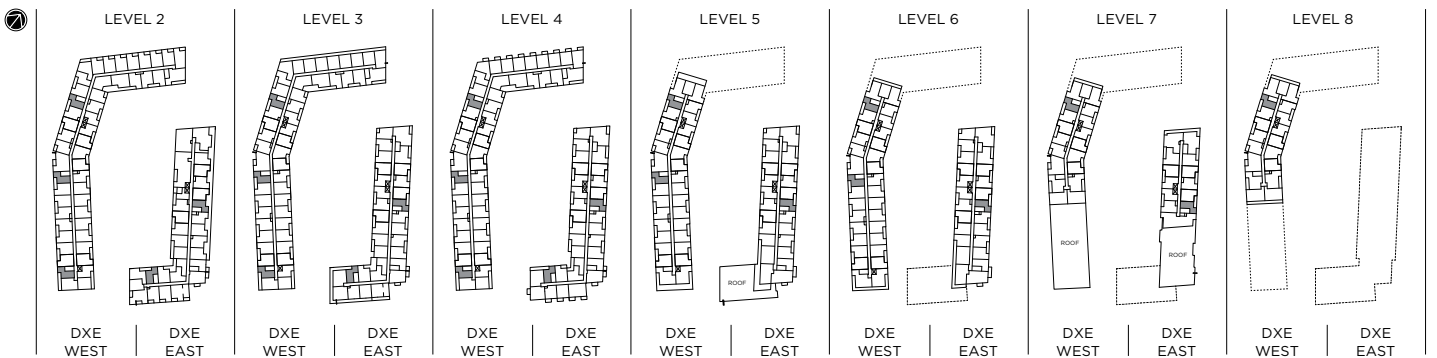 LEVEL 2
LEVEL 3
LEVEL 4
LEVEL 5
LEVEL 6
LEVEL 7
LEVEL 8
ROOF
ROOF
ROOF
DXE
WEST
DXE
EAST
DXE
WEST
DXE
EAST
DXE
WEST
DXE
EAST
DXE
WEST
DXE
EAST
DXE
WEST
DXE
EAST
DXE
WEST
DXE
EAST
DXE
WEST
DXE
EAST